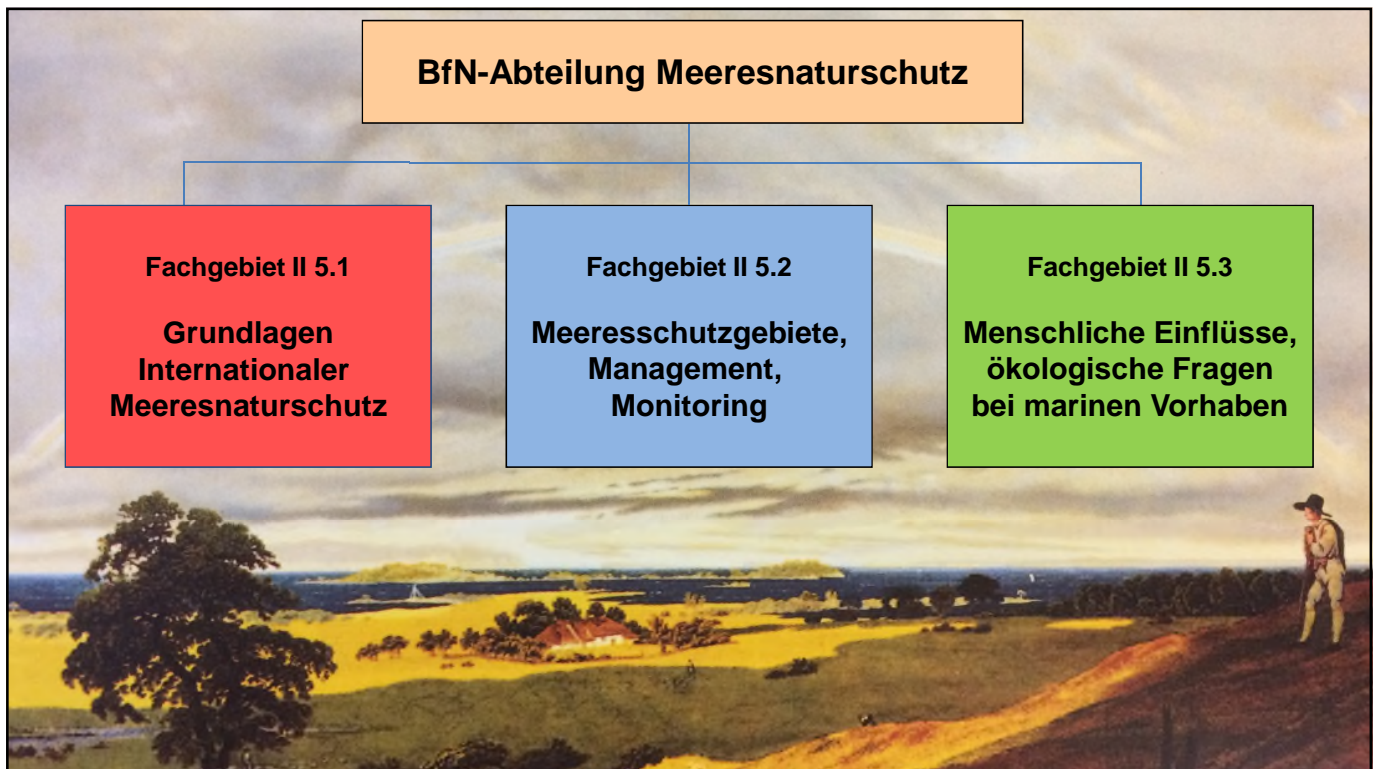 BfN-Abteilung Meeresnaturschutz
Fachgebiet II 5.1
Grundlagen
Internationaler
Meeresnaturschutz
Fachgebiet II 5.2
Meeresschutzgebiete,
Management,
Monitoring
Fachgebiet II 5.3
Menschliche Einflüsse,
ökologische Fragen
bei marinen Vorhaben